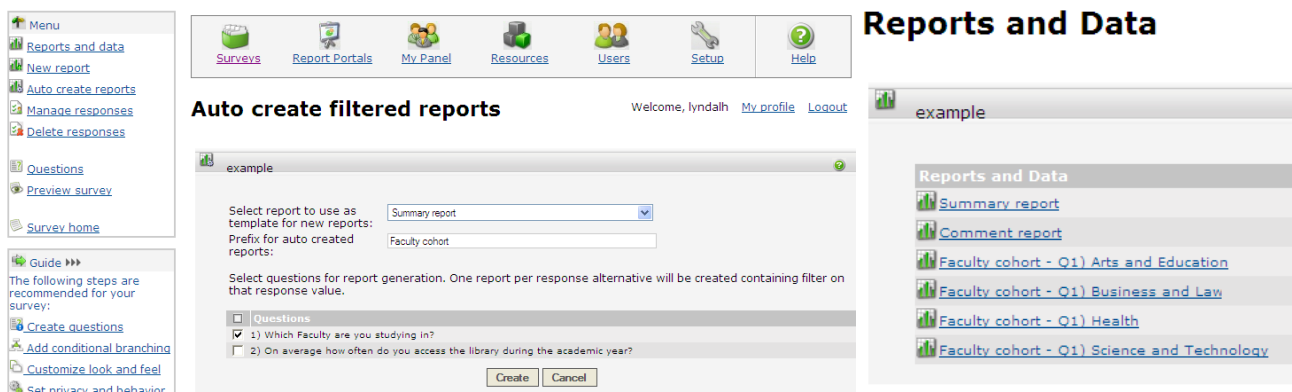 Menu
Reports and data
New report
Auto create reports
Manage responses
Delete responses
Questions
Preview survey
Survey home
Guide
The following steps are
recommended for your
survey:
Create questions
Add conditional branching
Customize look and feel
Set privacy and behavior
Surveys
Report Portals
My Panel
Resources
Users
Setup
Help
Auto create filtered reports
Welcome, lyndalh My profile Logout
example
Select report to use as
template for new reports:
Summary report
Prefix for auto created
reports:
Faculty cohort
Select questions for report generation. One report per response alternative will be created containing filter on
that response value.
Questions
1) Which Faculty are you studying in?
2) On average how often do you access the library during the academic year?
Create Cancel
Reports and Data
example
Reports and Data
Summary report
Comment report
Faculty cohort - Q1) Arts and Education
Faculty cohort - Q1) Business and Law
Faculty cohort - Q1) Health
Faculty cohort - Q1) Science and Technology